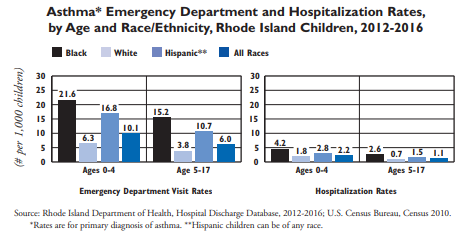 Asthma* Emergency Department and Hospitalization Rates,
by Age and Race/Ethnicity, Rhode Island Children, 2012-2016
Black White Hispanic** All Races
(# per 1,000 children)
30
25
20
15
10
5
0
21.6 6.3 16.8 10.1
15.2 3.8 10.7 6.0
Ages 0-4 Ages 5-17
Emergency Department Visit Rates
30
25
20
15
10
5
0
4.2 1.8 2.8 2.2
2.6 0.7 1.5 1.1
Ages 0-4 Ages 5-17
Hospitalization Rates
Source: Rhode Island Department of Health, Hospital Discharge Database, 2012-2016; U.S. Census Bureau, Census 2010.
*Rates are for primary diagnosis of asthma. **Hispanic children can be of any race.